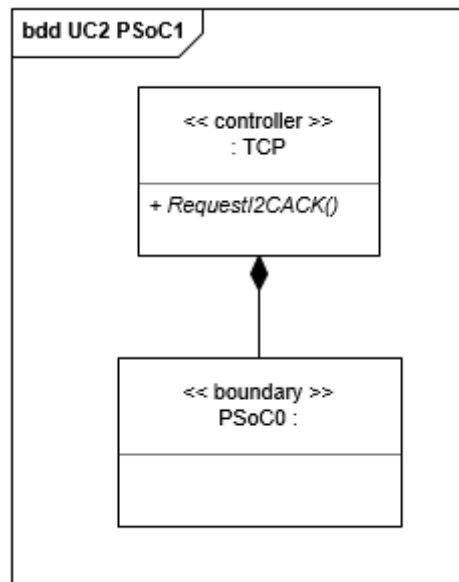 bdd UC2 PSoC1
<< controller >>
: TCP
+ RequestI2CACK()
<< boundary >>
PSoC0 :